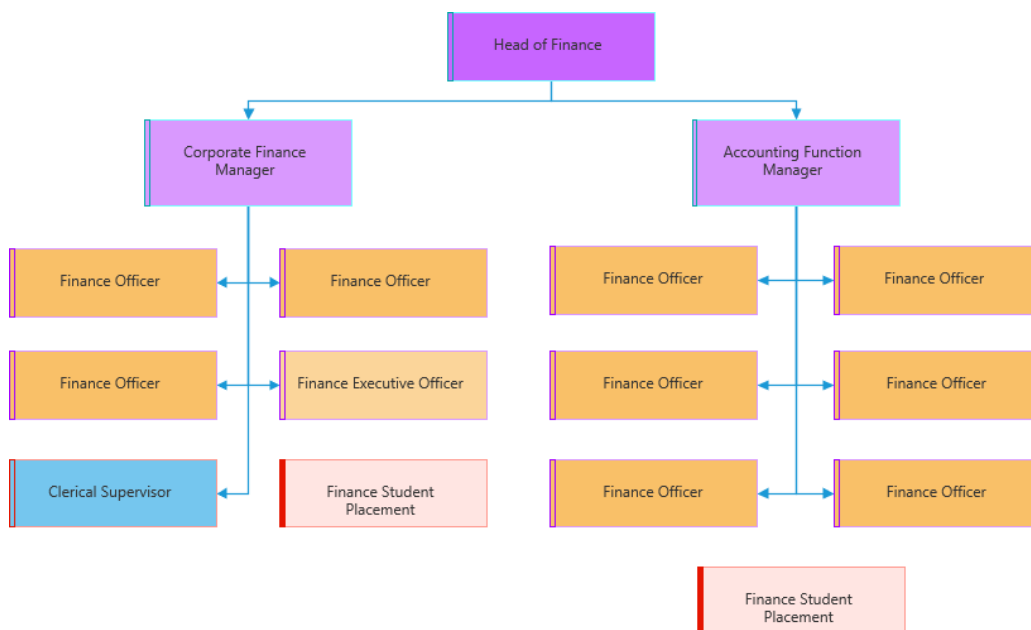 Head of Finance
Corporate Finance
Manager
Accounting Function
Manager
Finance Officer
Finance Officer
Finance Officer
Finance Officer
Finance Officer
Finance Executive Officer
Finance Officer
Finance Officer
Clerical Supervisor
Finance Student
Placement
Finance Officer
Finance Officer
Finance Student
Placement